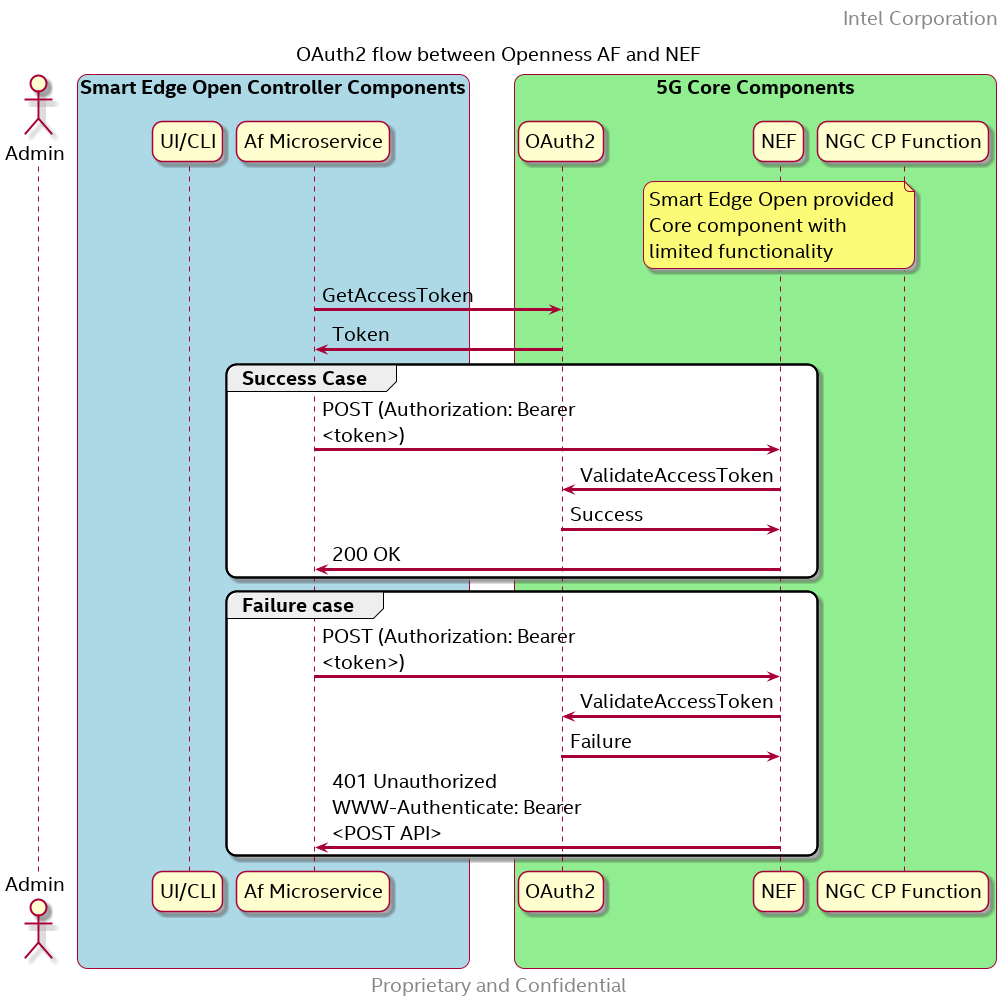 Intel Corporation
OAuth2 flow between Openness AF and NEF
Smart Edge Open Controller Components
5G Core Components
Admin
UI/CLI
Af Microservice
OAuth2
NEF
NGC CP Function
Smart Edge Open provided
Core component with
limited functionality
GetAccessToken
Token
Success Case
POST (Authorization: Bearer
<token>)
ValidateAccessToken
Success
200 OK
Failure case
POST (Authorization: Bearer
<token>)
ValidateAccessToken
Failure
401 Unauthorized
WWW-Authenticate: Bearer
<POST API>
Admin
UI/CLI
Af Microservice
OAuth2
NEF
NGC CP Function
Proprietary and Confidential